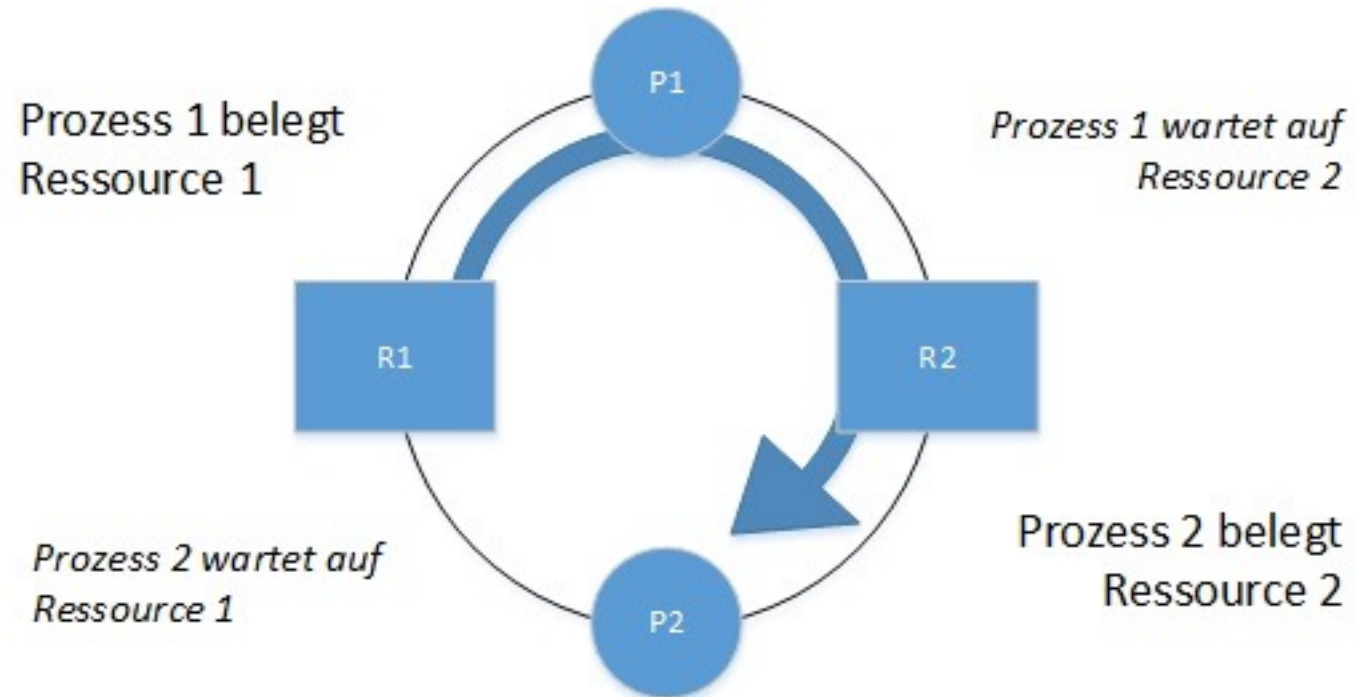 P1
Prozess 1 belegt
Ressource 1
Prozess 1 wartet auf
Ressource 2
R1
R2
Prozess 2 wartet auf
Ressource 1
Prozess 2 belegt
Ressource 2
P2